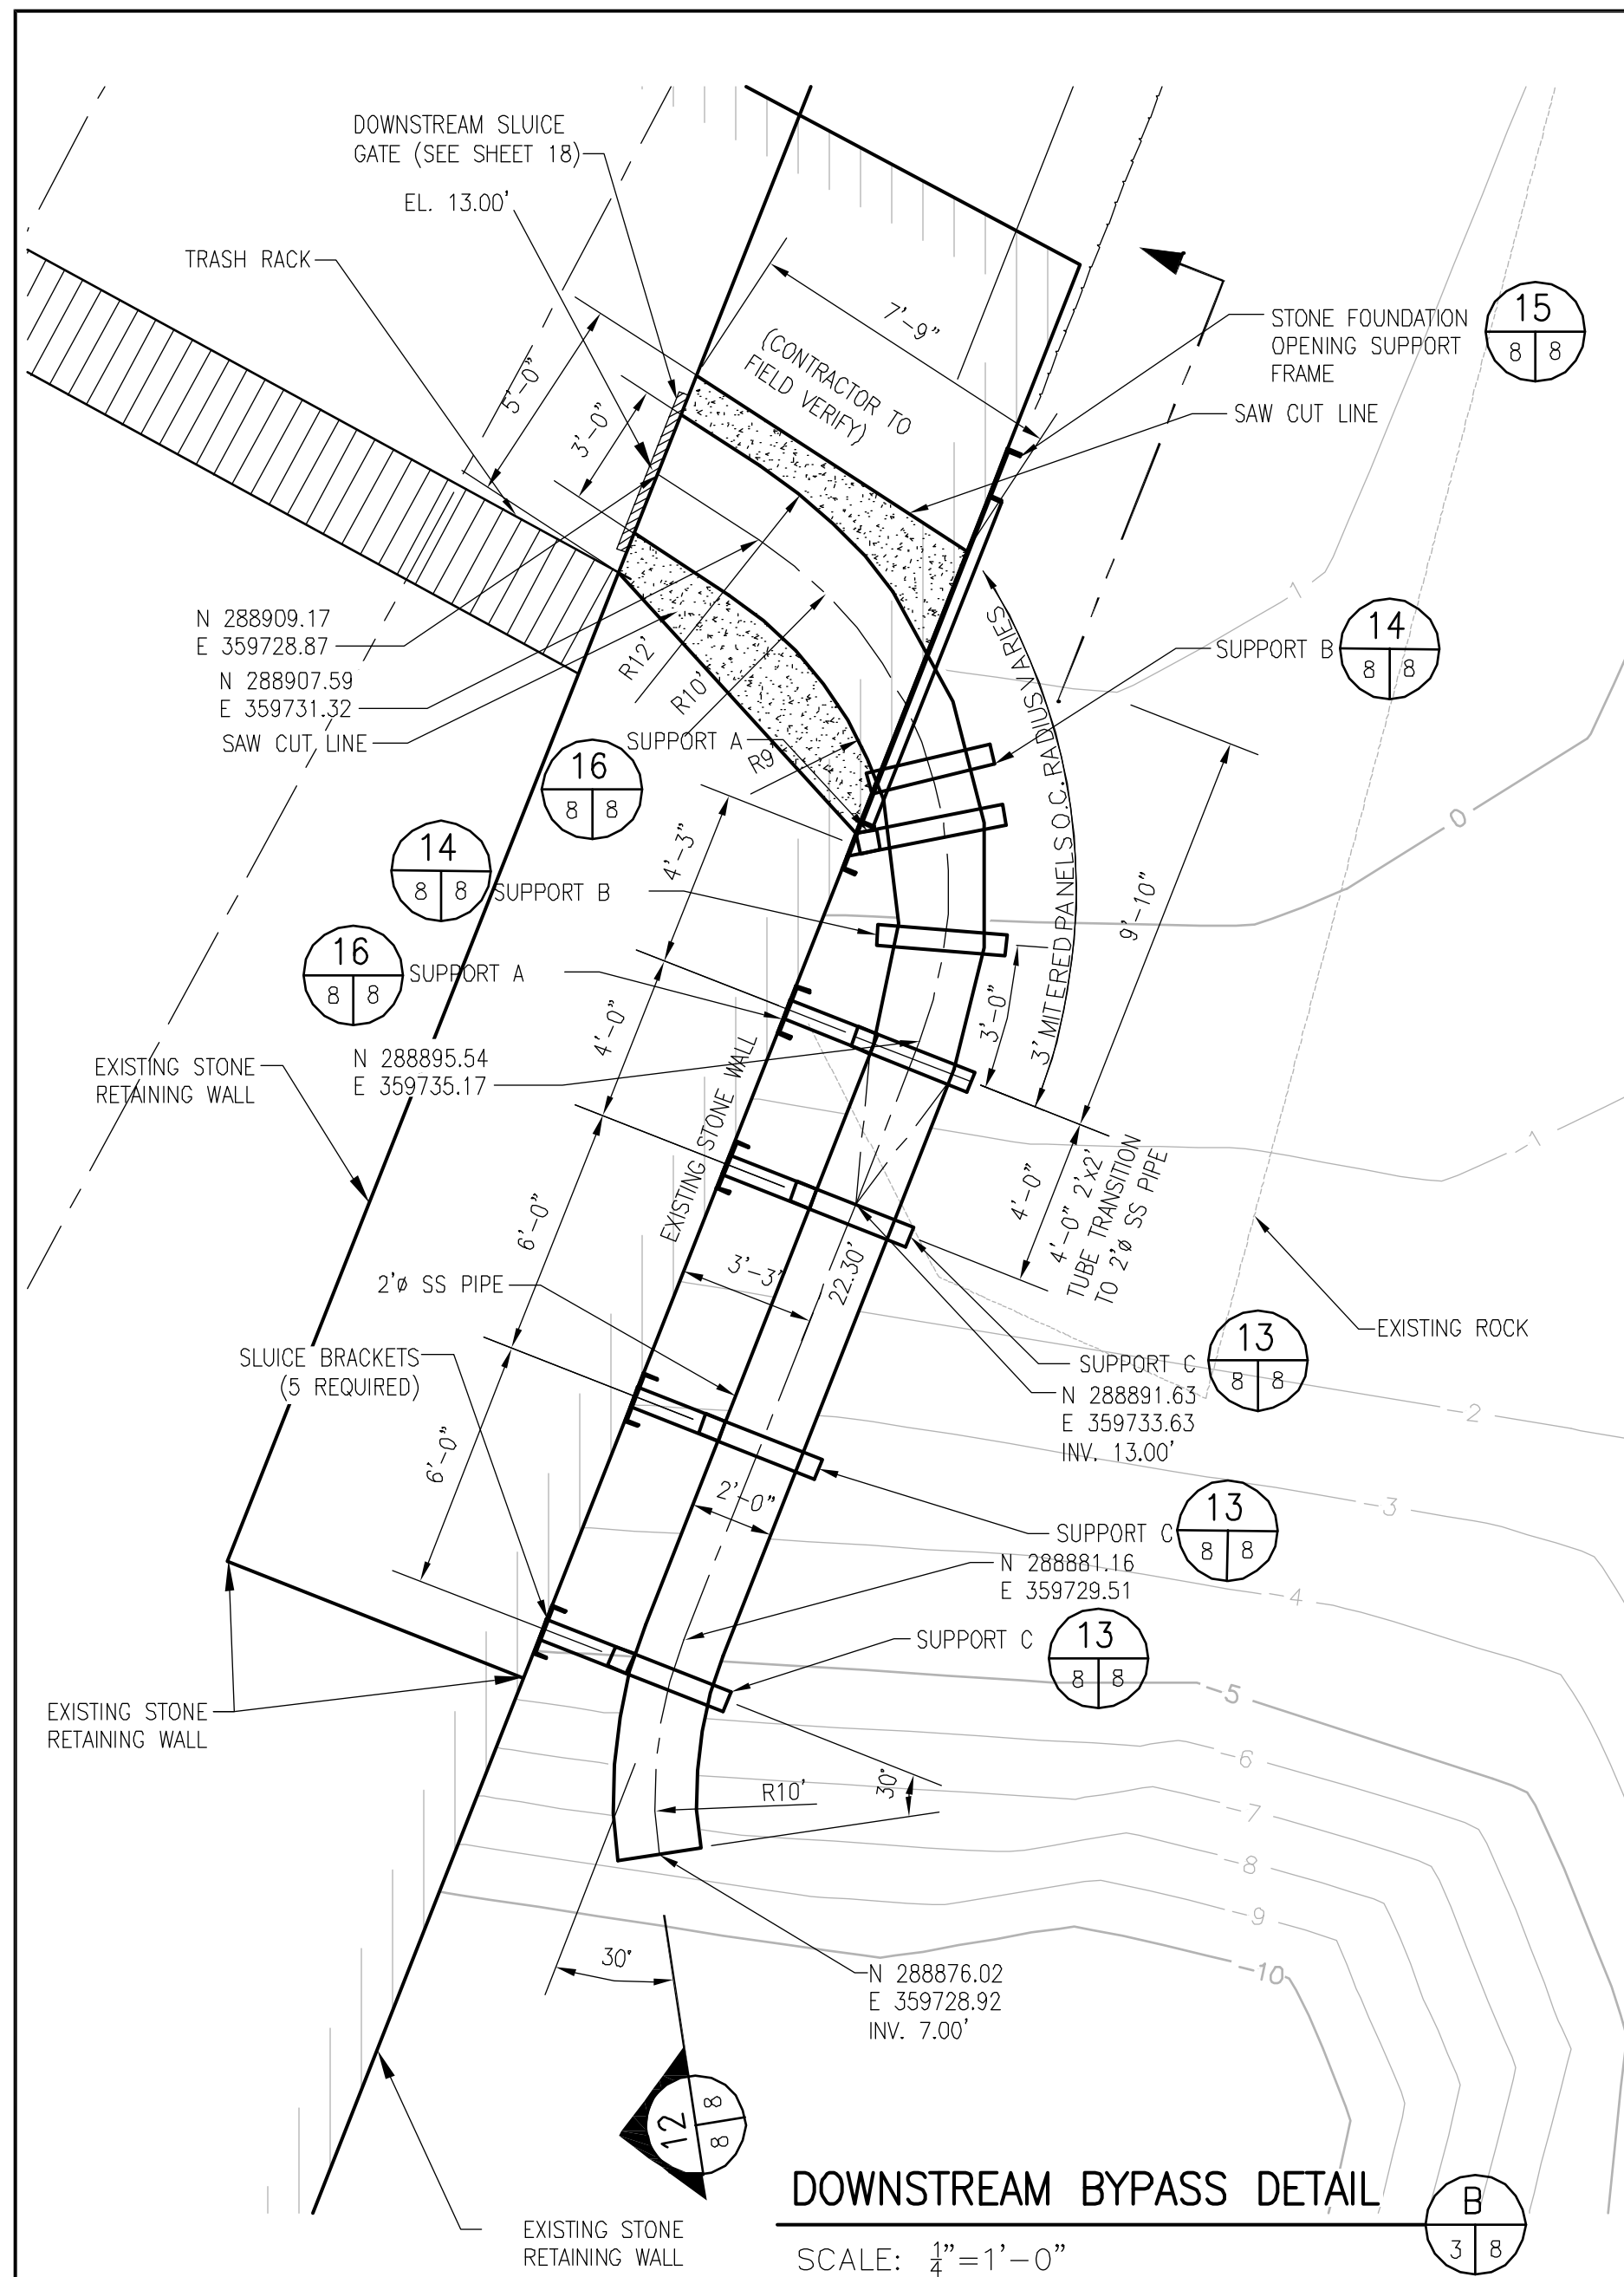 DOWNSTREAM SLUICE
GATE (SEE SHEET 18)
EL. 13.00'
TRASH RACK
7'-9"
(CONTRACTOR TO
FIELD VERIFY)
5'-0"
3'-0"
STONE FOUNDATION
OPENING SUPPORT
FRAME
15
8 8
SAW CUT LINE
N 288909.17
E 359728.87
N 288907.59
E 359731.32
SAW CUT LINE
R12'
R10'
R9'
SUPPORT A
16
8 8
SUPPORT B
14
8 8
1
0
3' MITERED PANELS O.C. RADIUS VARIES
4'-3"
14
8 8
SUPPORT B
16
8 8
SUPPORT A
9'-10"
3'-0"
4'-0"
EXISTING STONE
RETAINING WALL
N 288895.54
E 359735.17
EXISTING STONE WALL
4'-0"
4'-0" 2'x2'
TUBE TRANSITION
TO 2'ø SS PIPE
-1
6'-0"
3'-3"
22.30'
2'ø SS PIPE
EXISTING ROCK
SLUICE BRACKETS
(5 REQUIRED)
SUPPORT C
13
8 8
N 288891.63
E 359733.63
INV. 13.00'
-2
6'-0"
2'-0"
-3
SUPPORT C
13
8 8
N 288881.16
E 359729.51
-4
SUPPORT C
13
8 8
-5
EXISTING STONE
RETAINING WALL
-6
R10'
30°
-7
-8
-9
30°
-10
N 288876.02
E 359728.92
INV. 7.00'
12
8 8
EXISTING STONE
RETAINING WALL
DOWNSTREAM BYPASS DETAIL
B
3 8
SCALE: ¼"=1'-0"